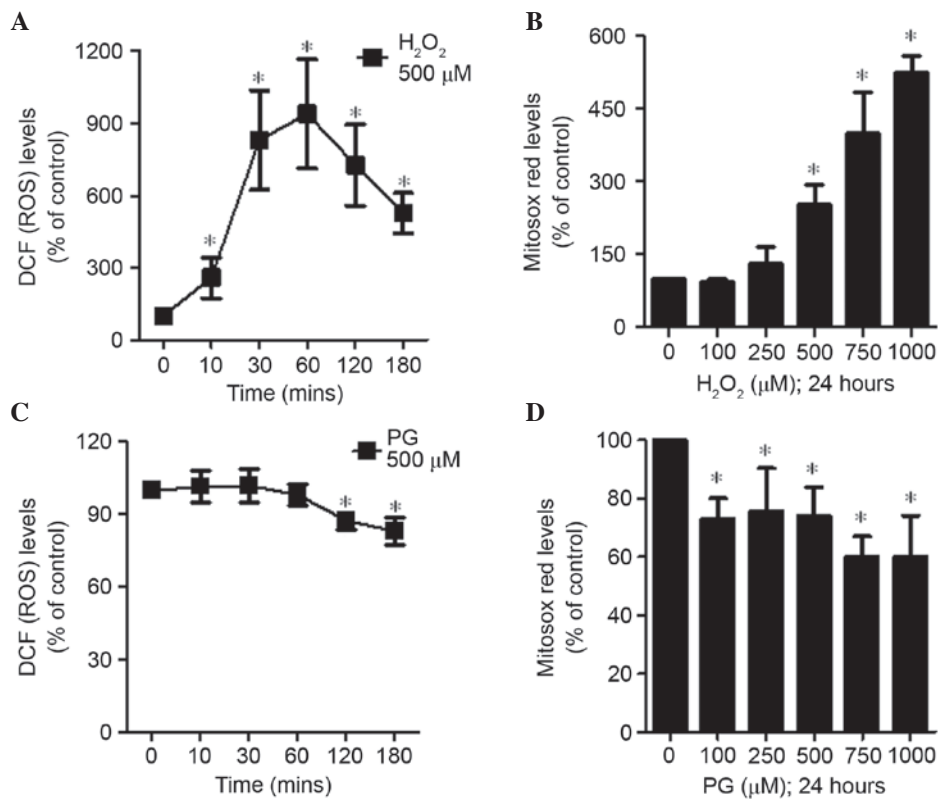 A
DCF (ROS) levels
(% of control)
1200
900
600
300
0
H₂O₂
500 µM
*
*
*
*
*
0 10 30 60 120 180
Time (mins)
B
Mitosox red levels
(% of control)
600
450
300
150
0
*
*
*
0 100 250 500 750 1000
H₂O₂ (µM); 24 hours
C
DCF (ROS) levels
(% of control)
120
90
60
30
0
PG
500 µM
* *
0 10 30 60 120 180
Time (mins)
D
Mitosox red levels
(% of control)
100
80
60
40
20
0
* * * * *
0 100 250 500 750 1000
PG (µM); 24 hours